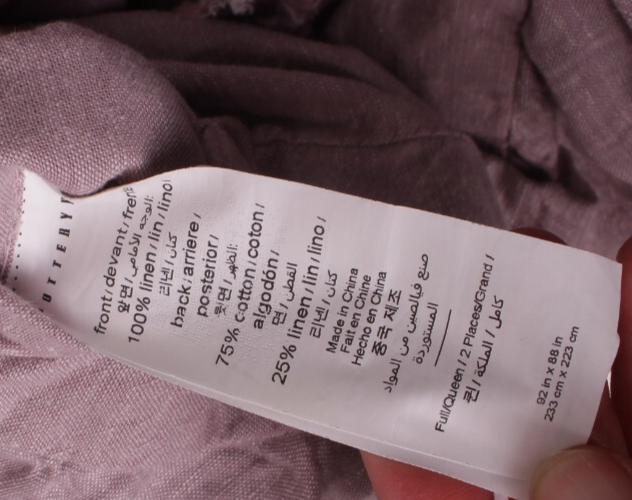 OTTERY
front / devant / frente
앞면 / الوجه الأمامي:
100% linen / lin / lino /
리넨 / كتان
back / arriere /
posterior /
뒷면 / الظهر:
75% cotton / coton /
algodón /
면 / القطن
25% linen / lin / lino /
리넨 / كتان
Made in China
Fait en Chine
Hecho en China
중국 제조
صنع في الصين من المواد
المستوردة
Full/Queen / 2 Places/Grand /
퀸 / كامل / الملكة
92 in x 88 in
233 cm x 223 cm